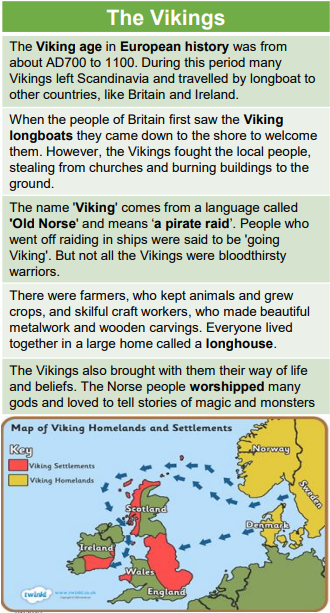 The Vikings
The Viking age in European history was from
about AD700 to 1100. During this period many
Vikings left Scandinavia and travelled by longboat to
other countries, like Britain and Ireland.
When the people of Britain first saw the Viking
longboats they came down to the shore to welcome
them. However, the Vikings fought the local people,
stealing from churches and burning buildings to the
ground.
The name 'Viking' comes from a language called
'Old Norse' and means 'a pirate raid'. People who
went off raiding in ships were said to be 'going
Viking'. But not all the Vikings were bloodthirsty
warriors.
There were farmers, who kept animals and grew
crops, and skilful craft workers, who made beautiful
metalwork and wooden carvings. Everyone lived
together in a large home called a longhouse.
The Vikings also brought with them their way of life
and beliefs. The Norse people worshipped many
gods and loved to tell stories of magic and monsters
Map of Viking Homelands and Settlements
Key
Viking Settlements
Viking Homelands
Norway
Sweden
Denmark
Scotland
Ireland
Wales
England
twinkl
www.twinkl.co.uk